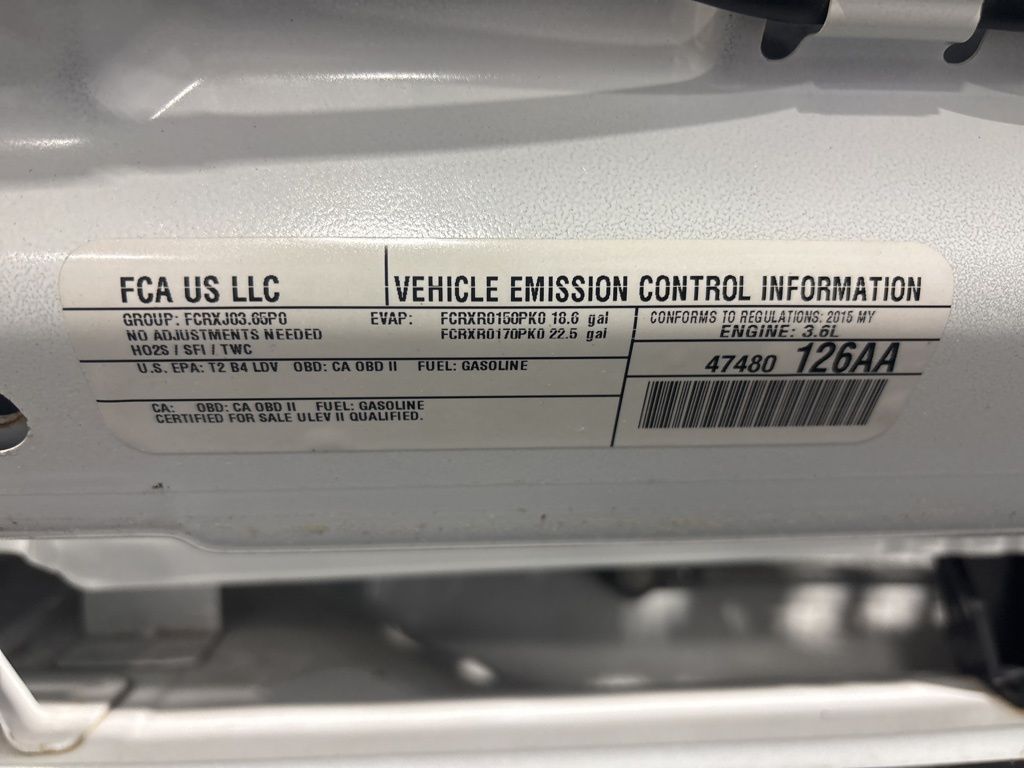 FCA US LLC
VEHICLE EMISSION CONTROL INFORMATION
GROUP: FCRXJ03.65P0
NO ADJUSTMENTS NEEDED
HO2S / SFI / TWC
EVAP: FCRXR0150PK0 18.6 gal
FCRXR0170PK0 22.5 gal
CONFORMS TO REGULATIONS: 2015 MY
ENGINE: 3.6L
U.S. EPA: T2 B4 LDV OBD: CA OBD II FUEL: GASOLINE
47480 126AA
CA: OBD: CA OBD II FUEL: GASOLINE
CERTIFIED FOR SALE ULEV II QUALIFIED.